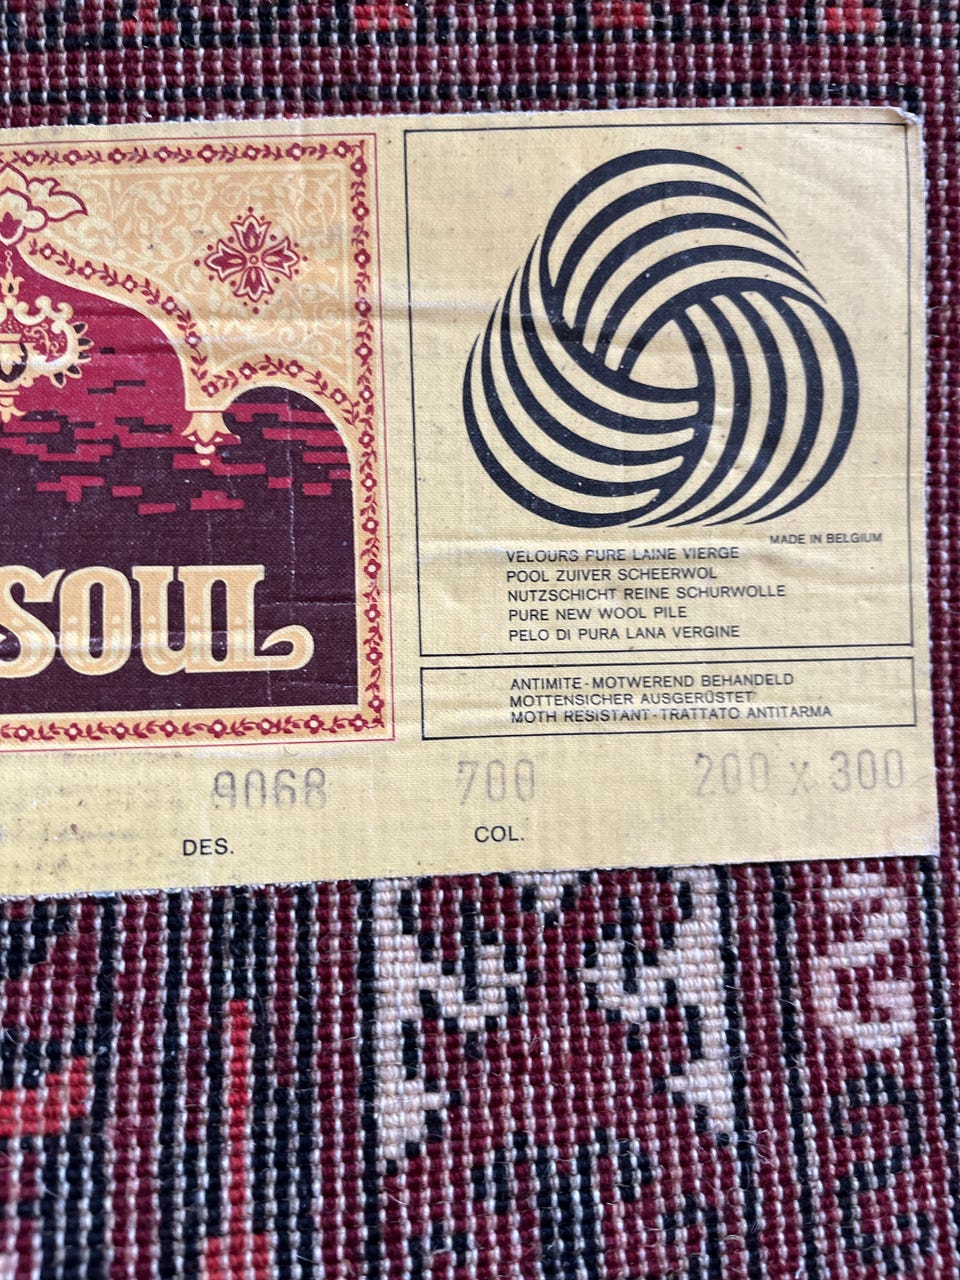 SOUL
MADE IN BELGIUM
VELOURS PURE LAINE VIERGE
POOL ZUIVER SCHEERWOL
NUTZSCHICHT REINE SCHURWOLLE
PURE NEW WOOL PILE
PELO DI PURA LANA VERGINE
ANTIMITE-MOTWEREND BEHANDELD
MOTTENSICHER AUSGERÜSTET
MOTH RESISTANT-TRATTATO ANTITARMA
9068 700 200 x 300
DES. COL.